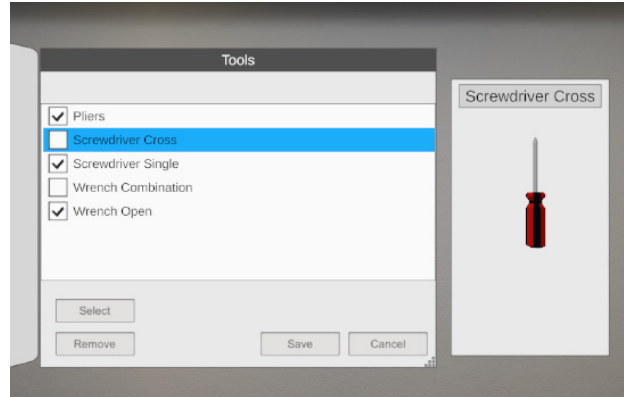 Tools
Screwdriver Cross
Pliers
Screwdriver Cross
Screwdriver Single
Wrench Combination
Wrench Open
Select
Remove
Save
Cancel